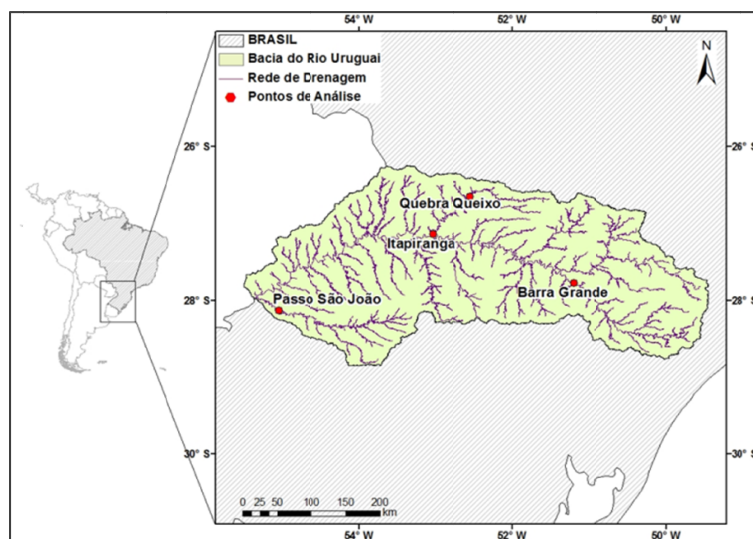 54° W
52° W
50° W
BRASIL
Bacia do Rio Uruguai
Rede de Drenagem
Pontos de Análise
N
26° S
26° S
Quebra Queixo
Itapiranga
Barra Grande
Passo São João
28° S
28° S
30° S
30° S
0 25 50 100 150 200
km
54° W
52° W
50° W